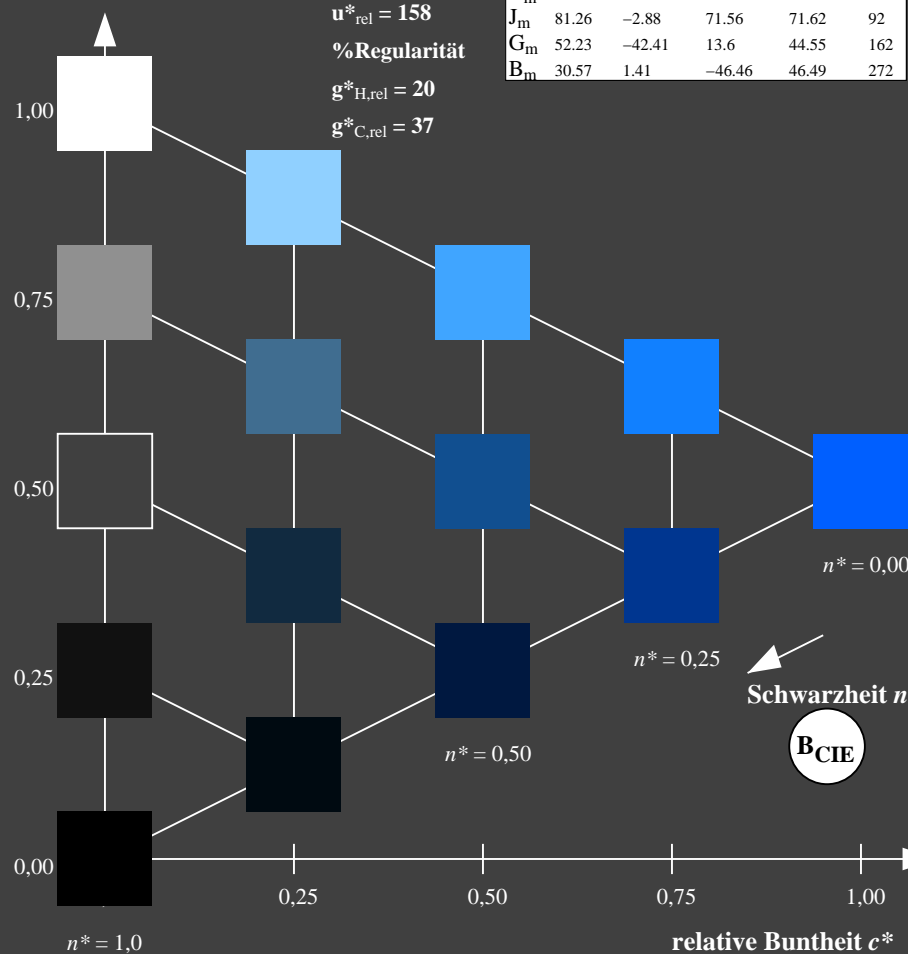 u*rel = 158
%Regularität
g*H,rel = 20
g*C,rel = 37
m
Jm 81.26 −2.88 71.56 71.62 92
Gm 52.23 −42.41 13.6 44.55 162
Bm 30.57 1.41 −46.46 46.49 272
1,00
0,75
0,50
0,25
0,00
n* = 0,00
n* = 0,25
Schwarzheit n
n* = 0,50
BCIE
0,25 0,50 0,75 1,00
n* = 1,0
relative Buntheit c*